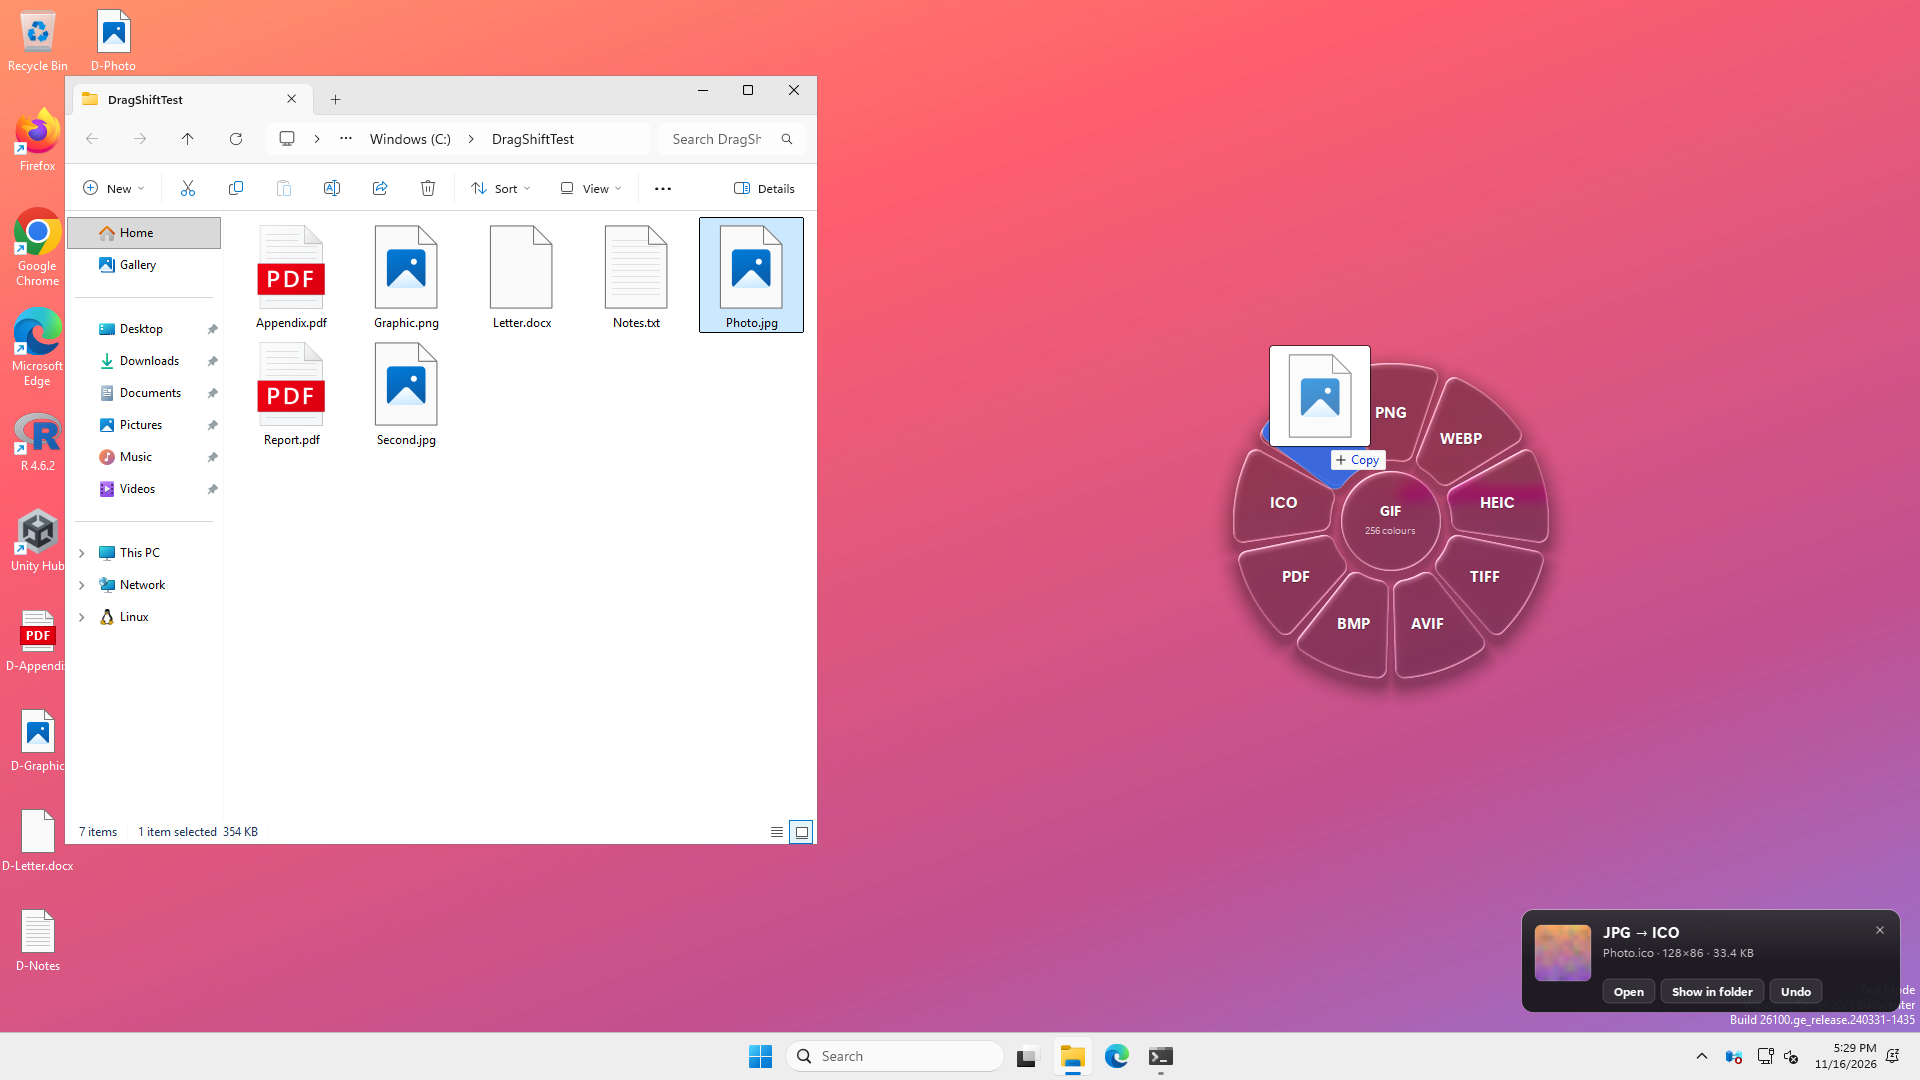 Recycle Bin
D-Photo
Firefox
Google
Chrome
Microsoft
Edge
R 4.6.2
Unity Hub
D-Appendi
D-Graphic
D-Letter.docx
D-Notes
DragShiftTest
Windows (C:)
DragShiftTest
Search DragSh
New
Sort
View
Details
Home
Gallery
Desktop
Downloads
Documents
Pictures
Music
Videos
This PC
Network
Linux
PDF
Appendix.pdf
Graphic.png
Letter.docx
Notes.txt
Photo.jpg
PDF
Report.pdf
Second.jpg
7 items
1 item selected 354 KB
PDF
PNG
WEBP
HEIC
TIFF
AVIF
BMP
PDF
ICO
+ Copy
GIF
256 colours
JPG → ICO
Photo.ico · 128×86 · 33.4 KB
Open
Show in folder
Undo
Build 26100.ge_release.240331-1435
Search
5:29 PM
11/16/2026